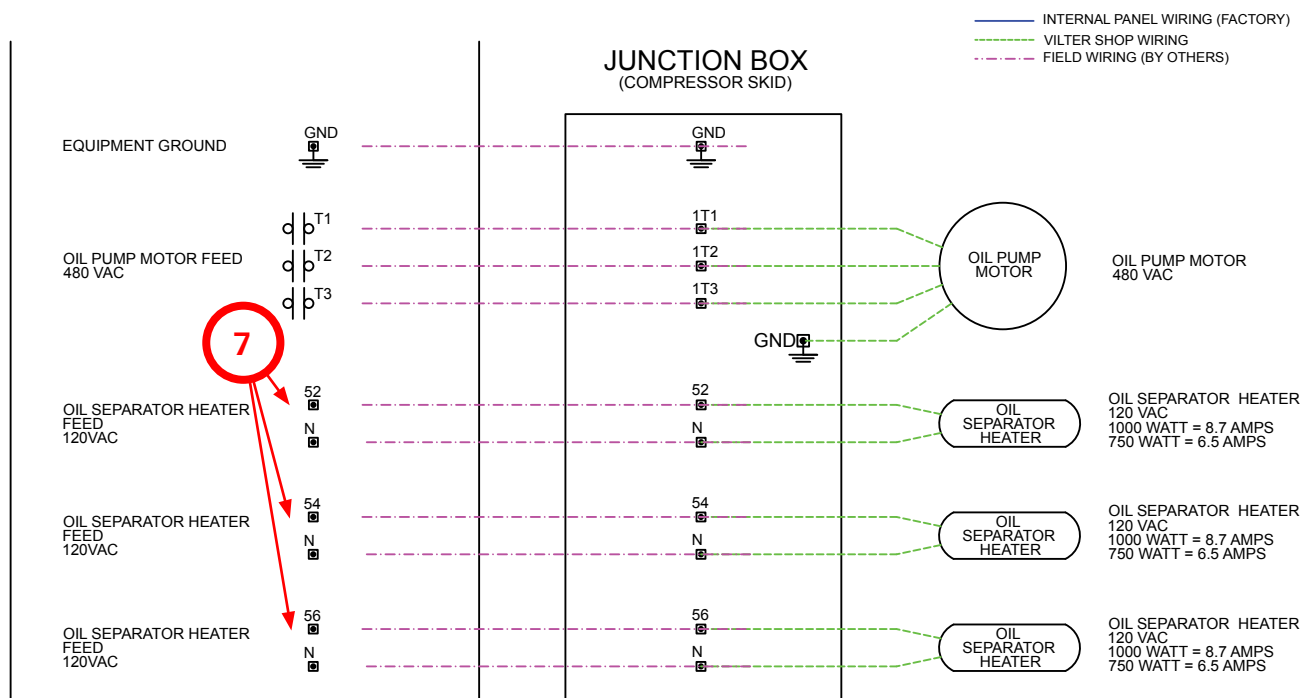 INTERNAL PANEL WIRING (FACTORY)
VILTER SHOP WIRING
FIELD WIRING (BY OTHERS)
JUNCTION BOX
(COMPRESSOR SKID)
EQUIPMENT GROUND
GND
GND
OIL PUMP MOTOR FEED
480 VAC
T1
T2
T3
1T1
1T2
1T3
GND
OIL PUMP
MOTOR
OIL PUMP MOTOR
480 VAC
7
OIL SEPARATOR HEATER
FEED
120VAC
52
N
52
N
OIL
SEPARATOR
HEATER
OIL SEPARATOR HEATER
120 VAC
1000 WATT = 8.7 AMPS
750 WATT = 6.5 AMPS
OIL SEPARATOR HEATER
FEED
120VAC
54
N
54
N
OIL
SEPARATOR
HEATER
OIL SEPARATOR HEATER
120 VAC
1000 WATT = 8.7 AMPS
750 WATT = 6.5 AMPS
OIL SEPARATOR HEATER
FEED
120VAC
56
N
56
N
OIL
SEPARATOR
HEATER
OIL SEPARATOR HEATER
120 VAC
1000 WATT = 8.7 AMPS
750 WATT = 6.5 AMPS